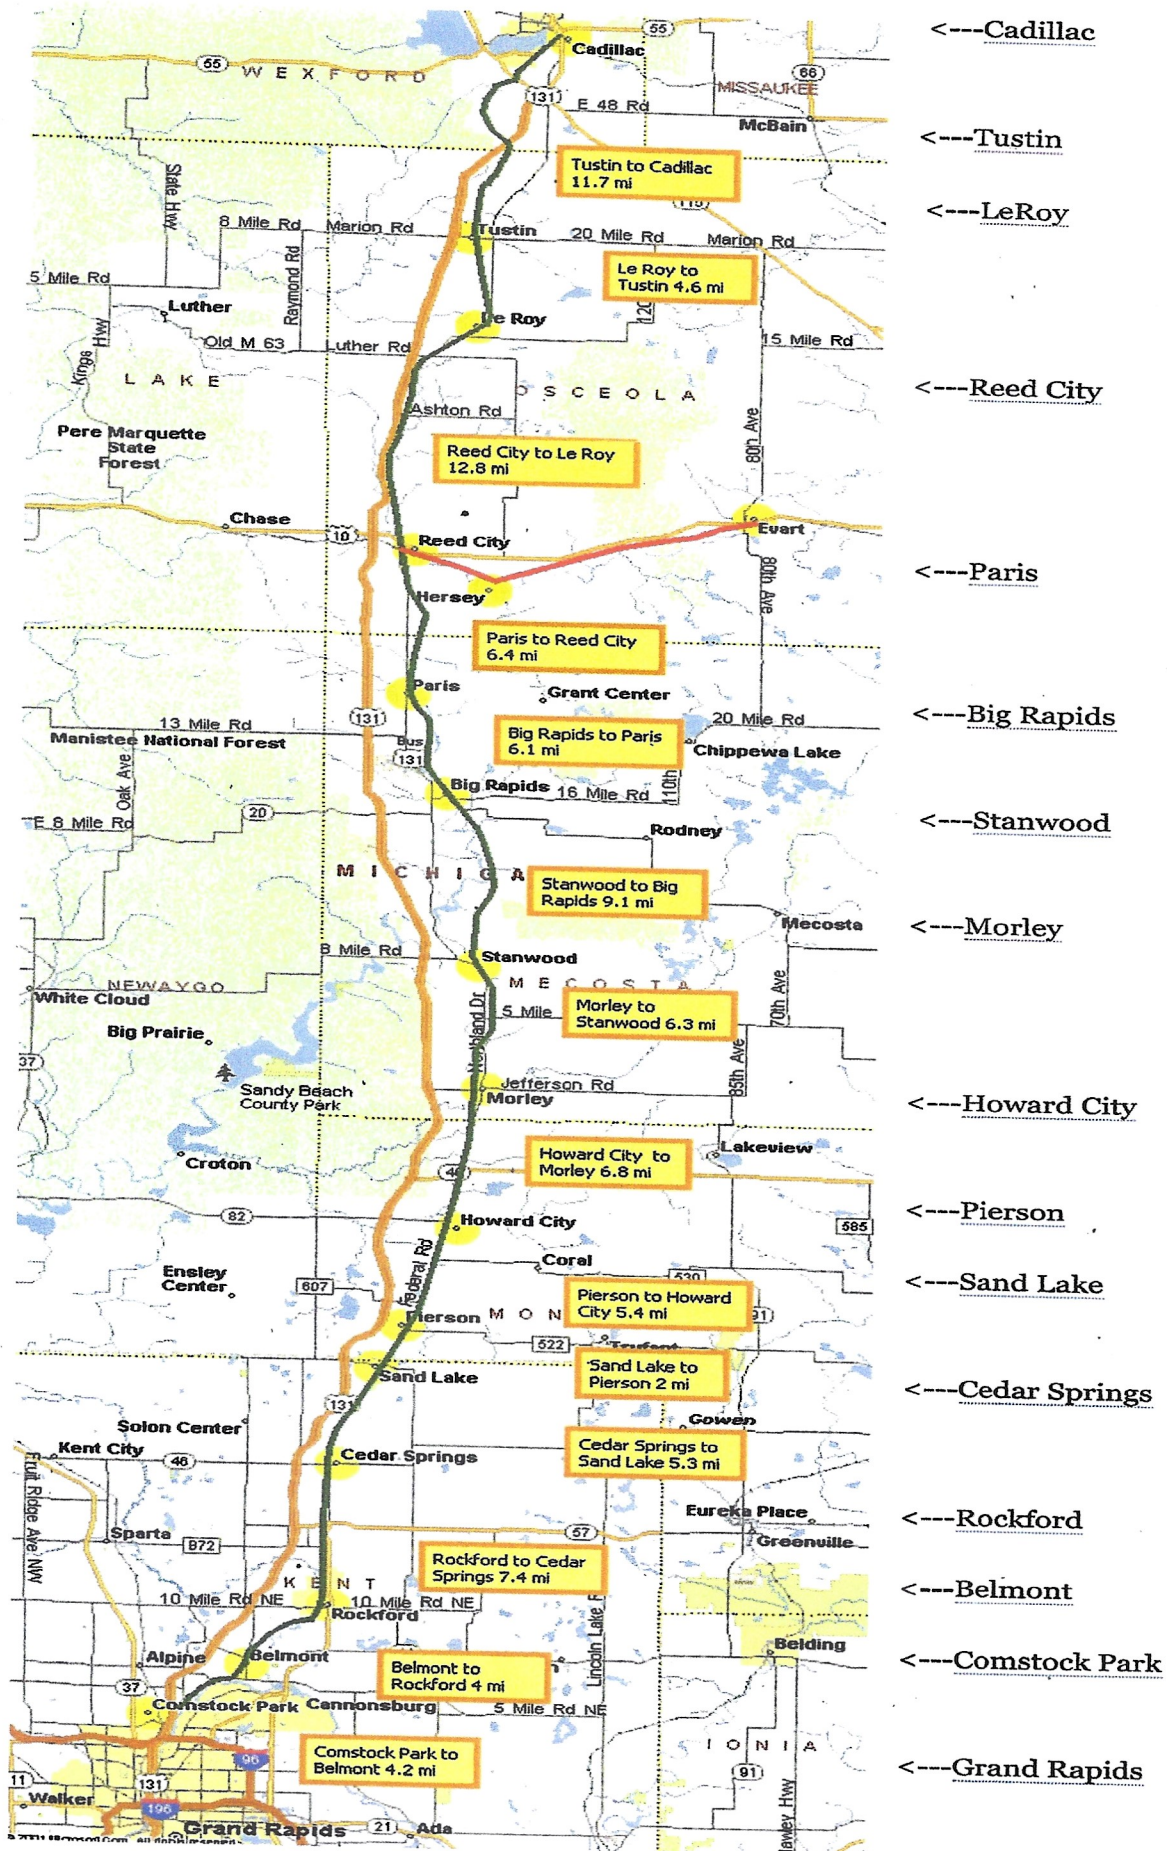 <---Cadillac
55
Cadillac
55
WEXFORD
66
MISSAUKEE
131
E 48 Rd
McBain
<---Tustin
Tustin to Cadillac
11.7 mi
State Hwy
115
<---LeRoy
8 Mile Rd
Marion Rd
Tustin
20 Mile Rd
Marion Rd
Raymond Rd
Le Roy to
Tustin 4.6 mi
5 Mile Rd
Luther
Le Roy
Kings Hwy
Old M 63
Luther Rd
15 Mile Rd
LAKE
OSCEOLA
<---Reed City
Ashton Rd
80th Ave
Pere Marquette
State
Forest
Reed City to Le Roy
12.8 mi
Chase
10
Reed City
Evart
Hersey
80th Ave
<---Paris
Paris to Reed City
6.4 mi
Paris
Grant Center
131
13 Mile Rd
20 Mile Rd
<---Big Rapids
Manistee National Forest
Bus
131
Big Rapids to Paris
6.1 mi
Chippewa Lake
Oak Ave
Big Rapids
16 Mile Rd
110th
20
E 8 Mile Rd
Rodney
<---Stanwood
MICHIGA
Stanwood to Big
Rapids 9.1 mi
Mecosta
<---Morley
8 Mile Rd
Stanwood
MECOSTA
NEWAYGO
White Cloud
70th Ave
Northland Dr
5 Mile
Morley to
Stanwood 6.3 mi
Big Prairie
37
85th Ave
Sandy Beach
County Park
Jefferson Rd
Morley
<---Howard City
Croton
46
Howard City to
Morley 6.8 mi
Lakeview
<---Pierson
82
Howard City
585
Federal Rd
Coral
Ensley
Center
607
530
<---Sand Lake
Pierson to Howard
City 5.4 mi
91
Pierson
MON
522
Trufant
Sand Lake
Sand Lake to
Pierson 2 mi
<---Cedar Springs
131
Solon Center
Gowen
Kent City
46
Cedar Springs
Cedar Springs to
Sand Lake 5.3 mi
Fruit Ridge Ave NW
Eureka Place
<---Rockford
Sparta
B72
57
Greenville
KENT
Rockford to Cedar
Springs 7.4 mi
<---Belmont
10 Mile Rd NE
10 Mile Rd NE
Rockford
Lincoln Lake
Alpine
Belmont
Belding
<---Comstock Park
37
Belmont to
Rockford 4 mi
Comstock Park
Cannonsburg
5 Mile Rd NE
IONIA
96
Comstock Park to
Belmont 4.2 mi
<---Grand Rapids
11
131
91
Walker
196
Grand Rapids
21
Ada